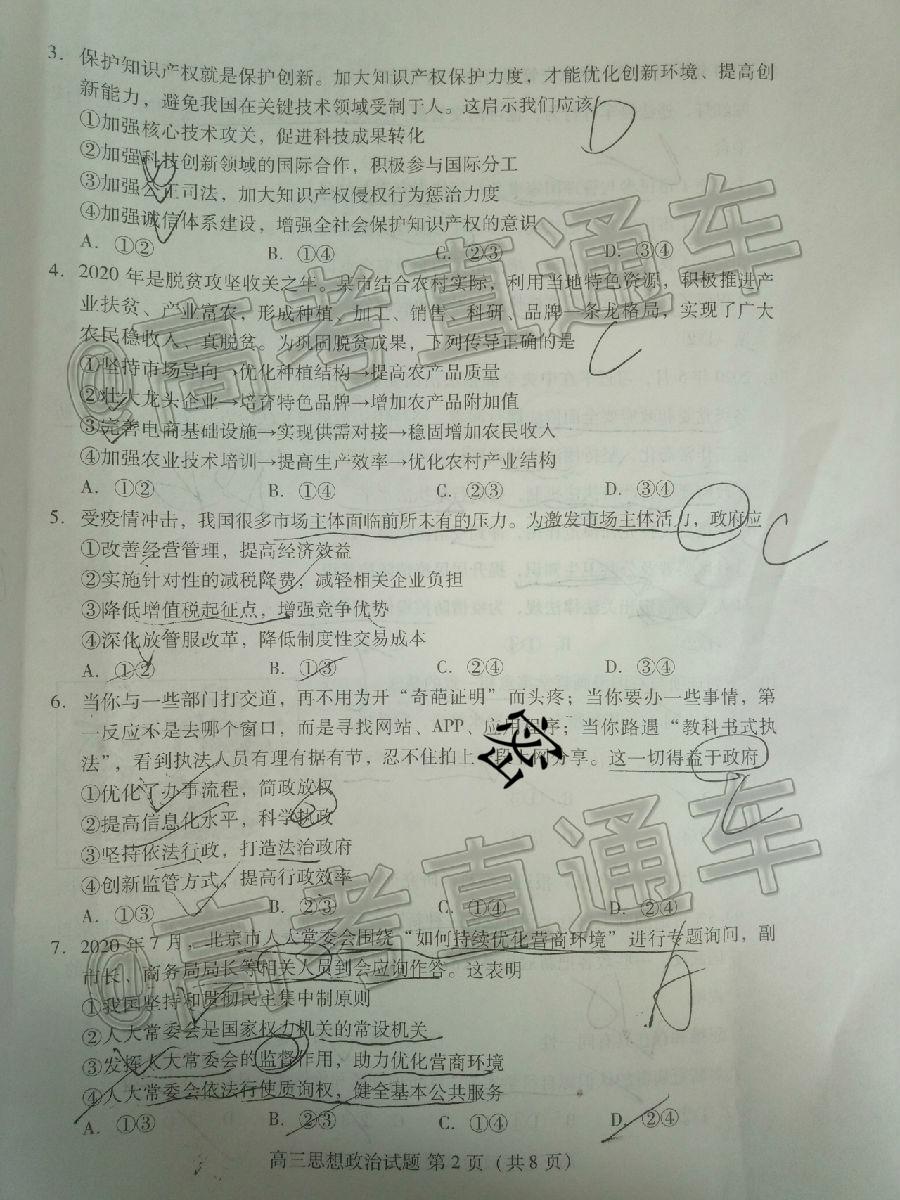 3. 保护知识产权就是保护创新。加大知识产权保护力度，才能优化创新环境、提高创
新能力，避免我国在关键技术领域受制于人。这启示我们应该 D
①加强核心技术攻关，促进科技成果转化
②加强科技创新领域的国际合作，积极参与国际分工
③加强公正司法，加大知识产权侵权行为惩治力度
④加强诚信体系建设，增强全社会保护知识产权的意识
A. ①② B. ①④ C. ②③ D. ③④
4. 2020 年是脱贫攻坚收关之年。某市结合农村实际，利用当地特色资源，积极推进产
业扶贫、产业富农，形成种植、加工、销售、科研、品牌一条龙格局，实现了广大
农民稳收入、真脱贫。为巩固脱贫成果，下列传导正确的是 C
①坚持市场导向→优化种植结构→提高农产品质量
②壮大龙头企业→培育特色品牌→增加农产品附加值
③完善电商基础设施→实现供需对接→稳固增加农民收入
④加强农业技术培训→提高生产效率→优化农村产业结构
A. ①② B. ①④ C. ②③ D. ③④
5. 受疫情冲击，我国很多市场主体面临前所未有的压力。为激发市场主体活力，政府应 C
①改善经营管理，提高经济效益
②实施针对性的减税降费，减轻相关企业负担
③降低增值税起征点，增强竞争优势
④深化放管服改革，降低制度性交易成本
A. ①② B. ①③ C. ②④ D. ③④
6. 当你与一些部门打交道，再不用为开“奇葩证明”而头疼；当你要办一些事情，第
一反应不是去哪个窗口，而是寻找网站、APP、应用程序；当你路遇“教科书式执
法”，看到执法人员有理有据有节，忍不住拍上一段上网分享。这一切得益于政府
密
①优化了办事流程，简政放权
②提高信息化水平，科学执政
③坚持依法行政，打造法治政府
④创新监管方式，提高行政效率
A. ①③ B. ②③ C. ①④ D. ②④
7. 2020 年 7 月，北京市人大常委会围绕“如何持续优化营商环境”进行专题询问，副
市长、商务局局长等相关人员到会应询作答。这表明 A
①我国坚持和贯彻民主集中制原则
②人大常委会是国家权力机关的常设机关
③发挥人大常委会的监督作用，助力优化营商环境
④人大常委会依法行使质询权，健全基本公共服务
A. ①③ B. ②③ C. ①④ D. ②④
高三思想政治试题 第 2 页（共 8 页）
@高考直通车
@高考直通车